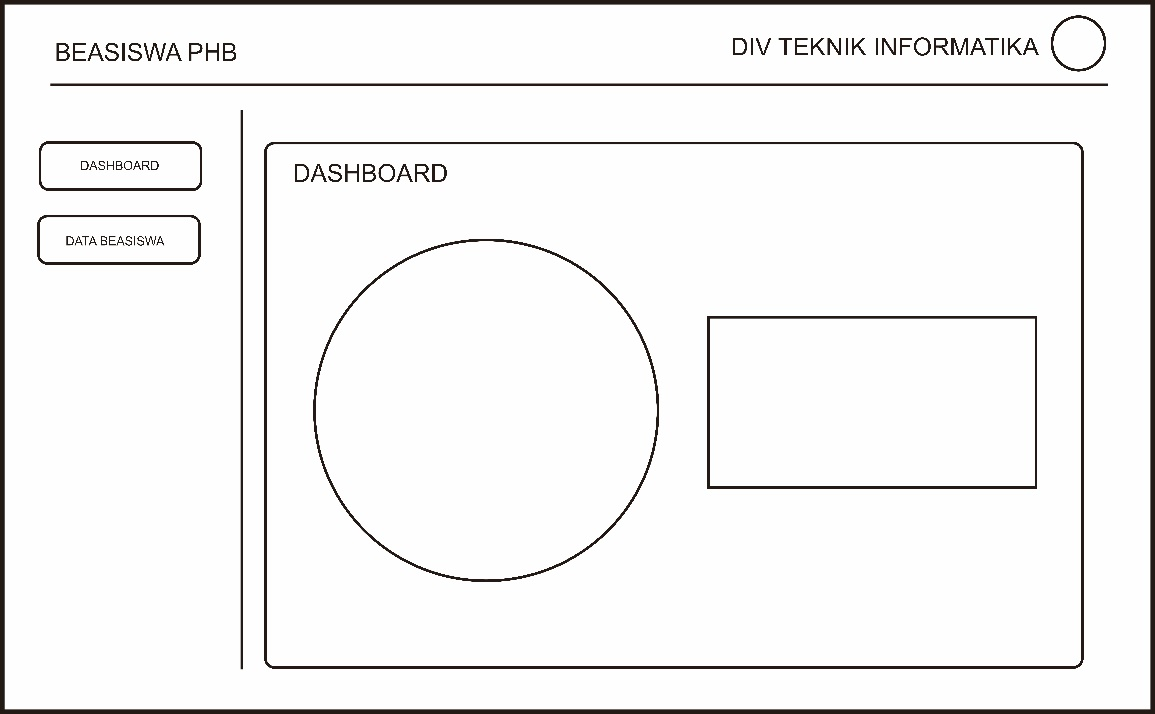 BEASISWA PHB
DIV TEKNIK INFORMATIKA
DASHBOARD
DATA BEASISWA
DASHBOARD